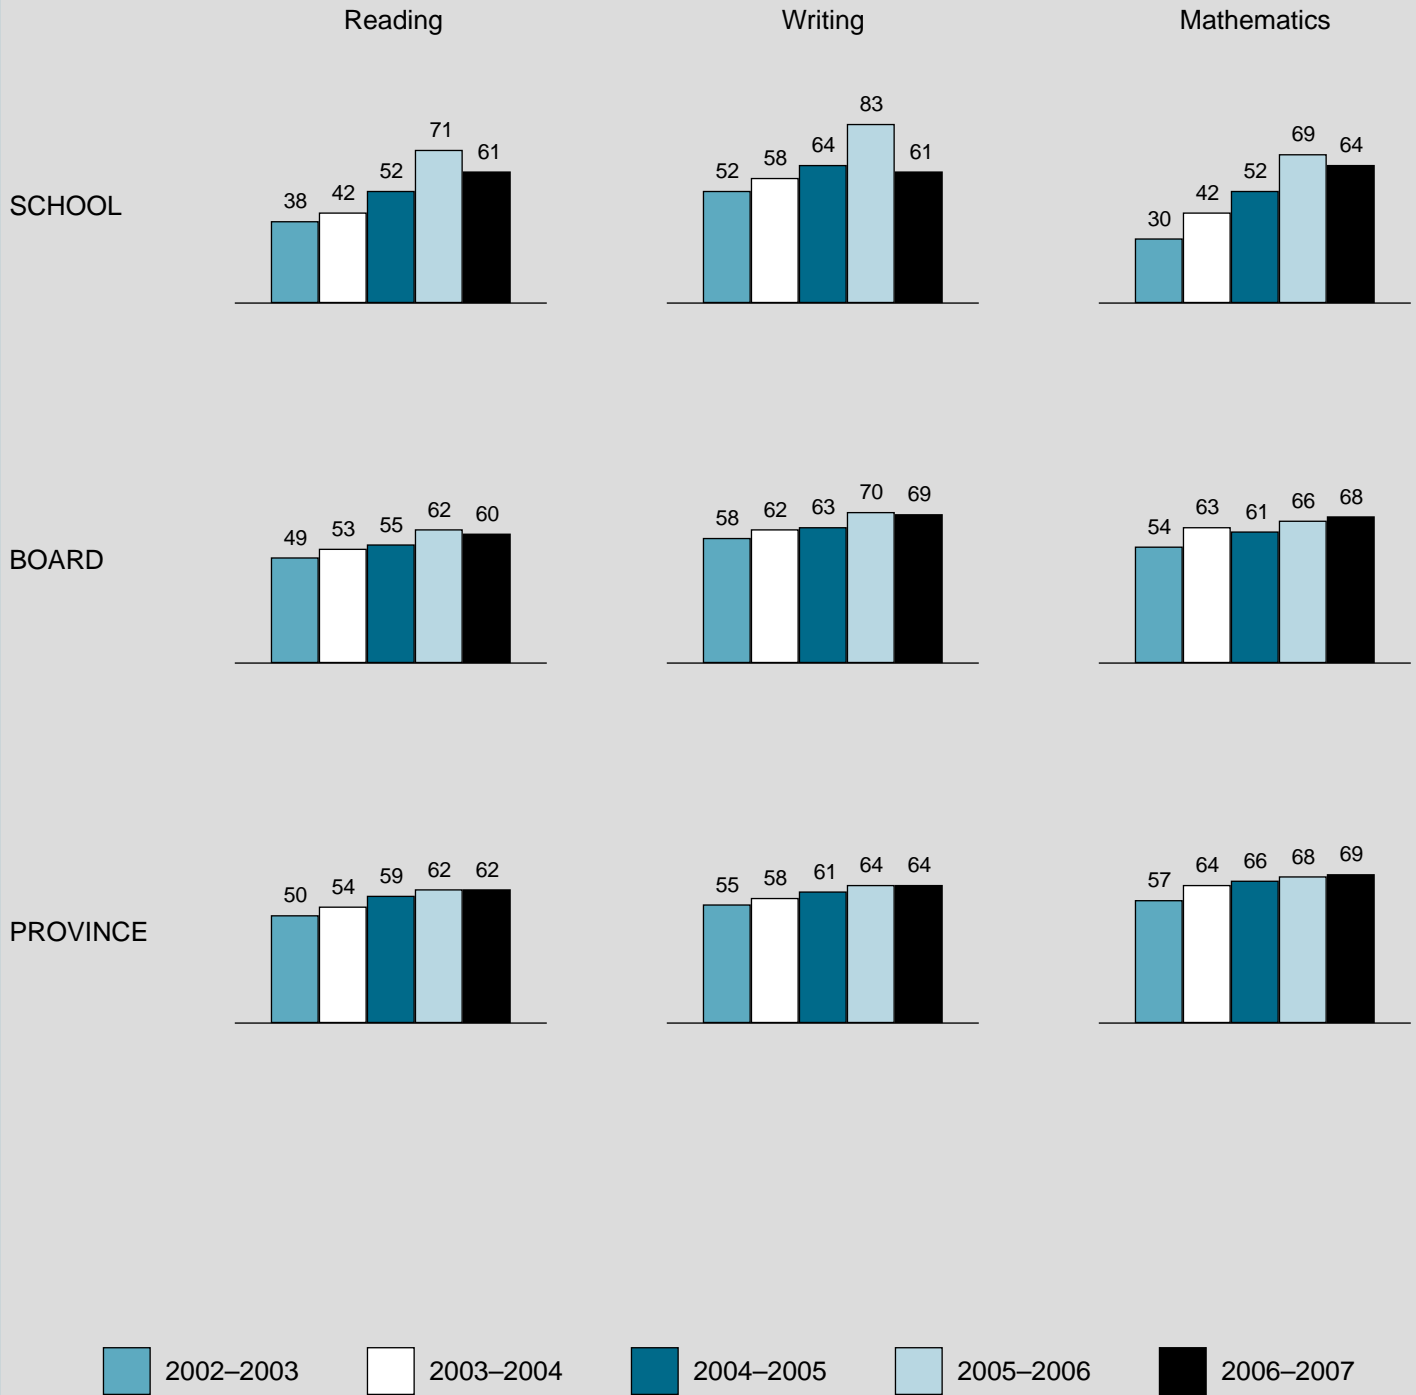 Reading Writing Mathematics
SCHOOL
38 42 52 71 61
52 58 64 83 61
30 42 52 69 64
BOARD
49 53 55 62 60
58 62 63 70 69
54 63 61 66 68
PROVINCE
50 54 59 62 62
55 58 61 64 64
57 64 66 68 69
2002–2003 2003–2004 2004–2005 2005–2006 2006–2007